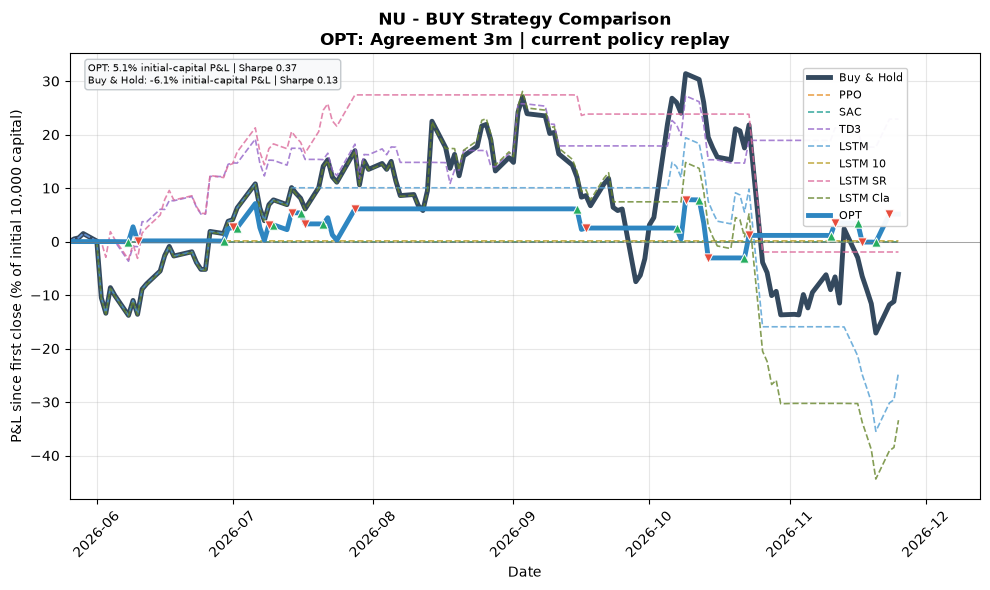 NU - BUY Strategy Comparison
OPT: Agreement 3m | current policy replay
OPT: 5.1% initial-capital P&L | Sharpe 0.37
Buy & Hold: -6.1% initial-capital P&L | Sharpe 0.13
Buy & Hold
PPO
SAC
TD3
LSTM
LSTM 10
LSTM SR
LSTM Cla
OPT
P&L since first close (% of initial 10,000 capital)
30
20
10
0
−10
−20
−30
−40
2026-06
2026-07
2026-08
2026-09
2026-10
2026-11
2026-12
Date